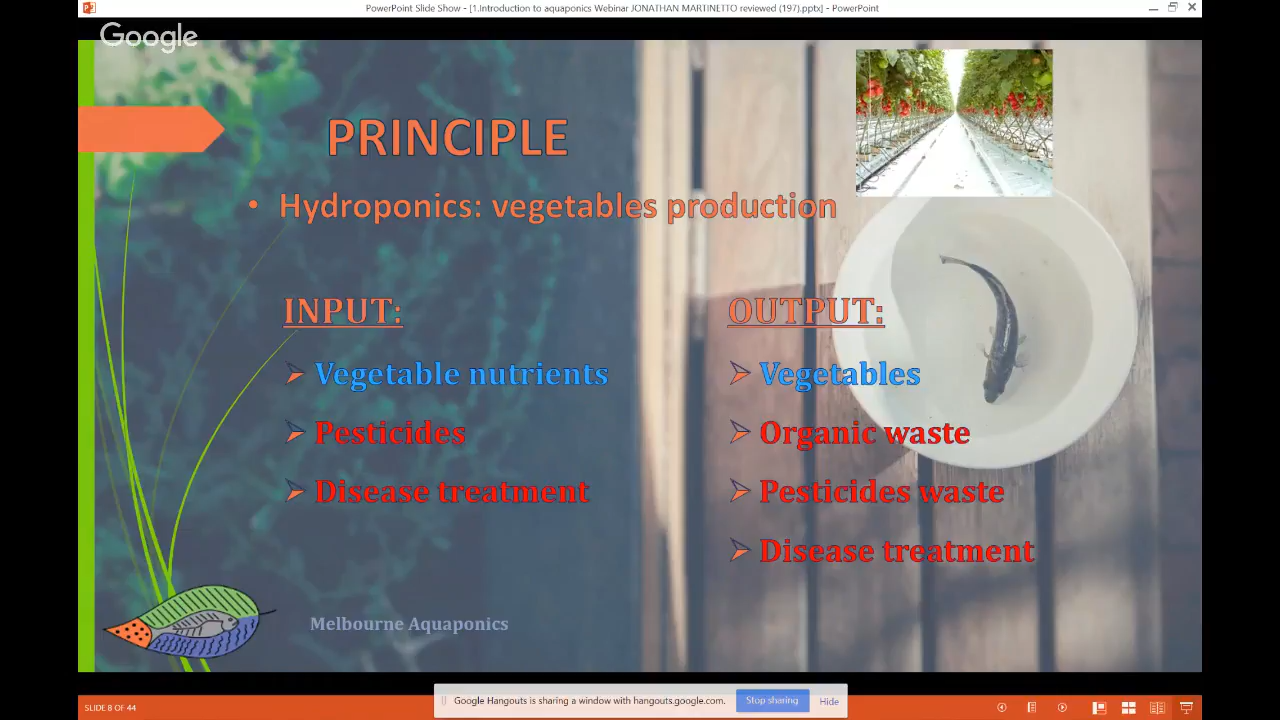 PowerPoint Slide Show - [1.Introduction to aquaponics Webinar JONATHAN MARTINETTO reviewed (197).pptx] - PowerPoint
Google
PRINCIPLE
• Hydroponics: vegetables production
INPUT:
Vegetable nutrients
Pesticides
Disease treatment
OUTPUT:
Vegetables
Organic waste
Pesticides waste
Disease treatment
Melbourne Aquaponics
Google Hangouts is sharing a window with hangouts.google.com.
Stop sharing
Hide
SLIDE 8 OF 44